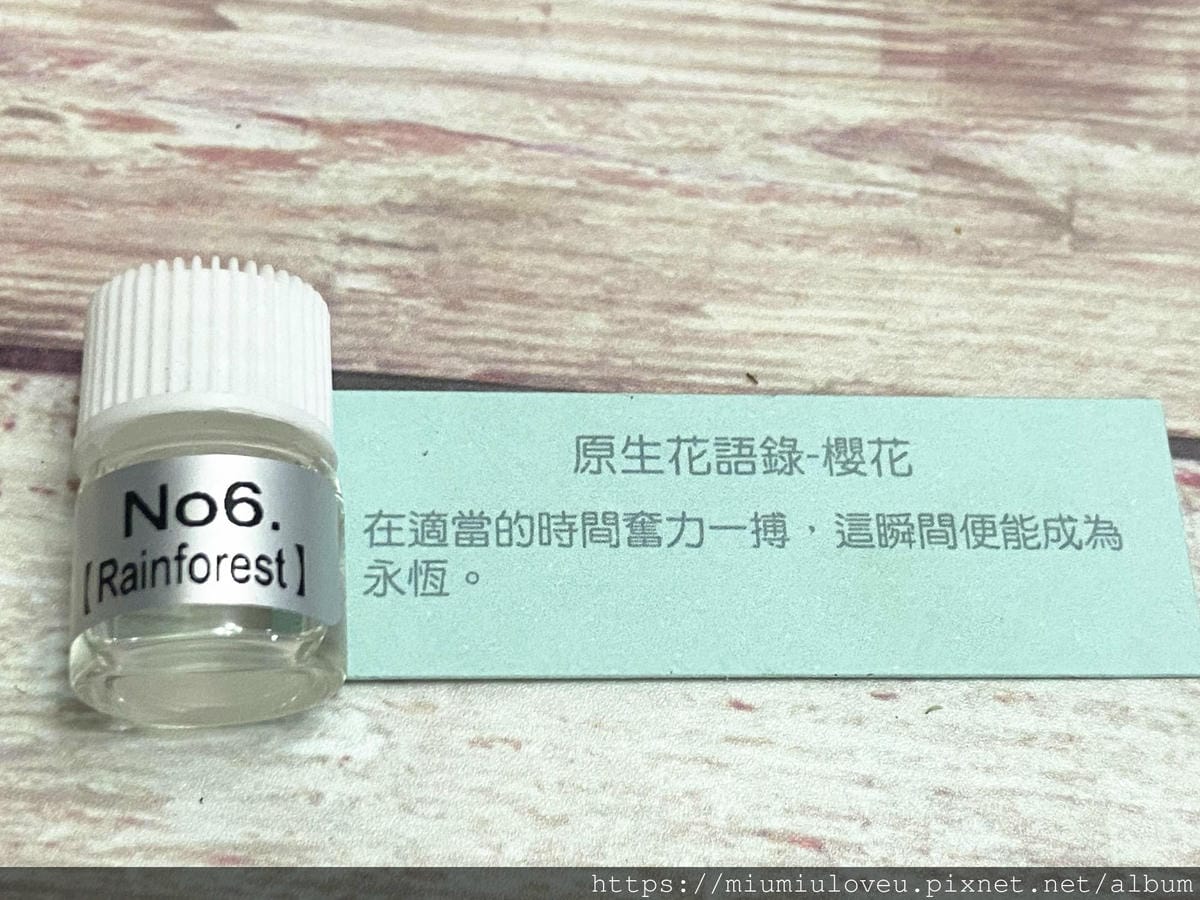 No6.
【Rainforest】
原生花語錄-櫻花
在適當的時間奮力一搏，這瞬間便能成為
永恆。
https://miumiuloveu.pixnet.net/album